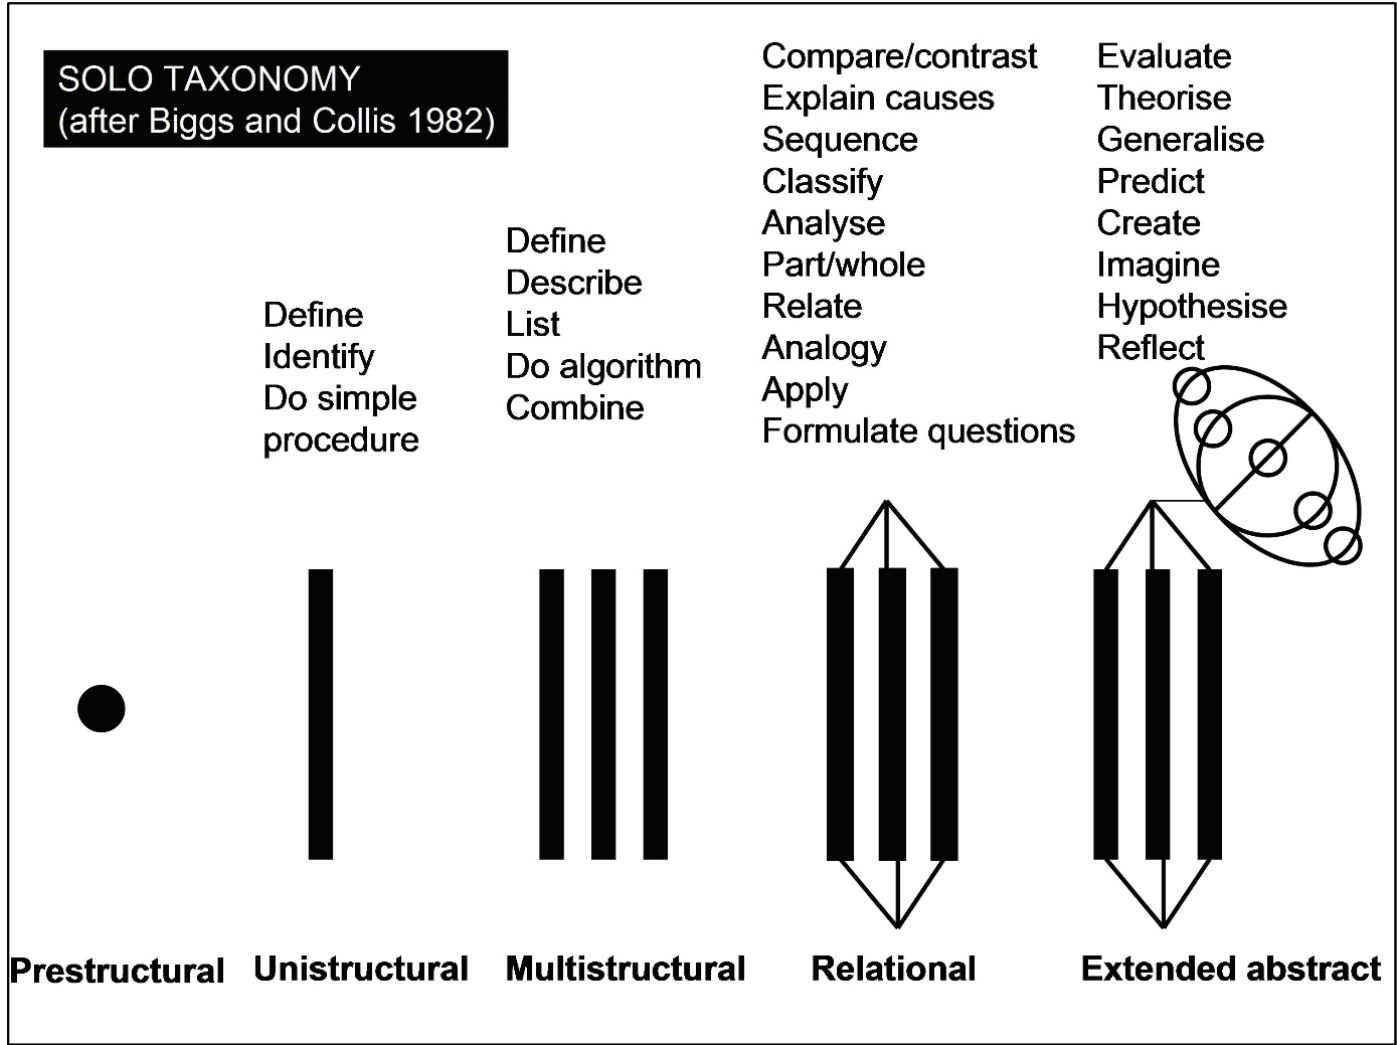 SOLO TAXONOMY
(after Biggs and Collis 1982)
Define
Identify
Do simple
procedure
Define
Describe
List
Do algorithm
Combine
Compare/contrast
Explain causes
Sequence
Classify
Analyse
Part/whole
Relate
Analogy
Apply
Formulate questions
Evaluate
Theorise
Generalise
Predict
Create
Imagine
Hypothesise
Reflect
Prestructural
Unistructural
Multistructural
Relational
Extended abstract